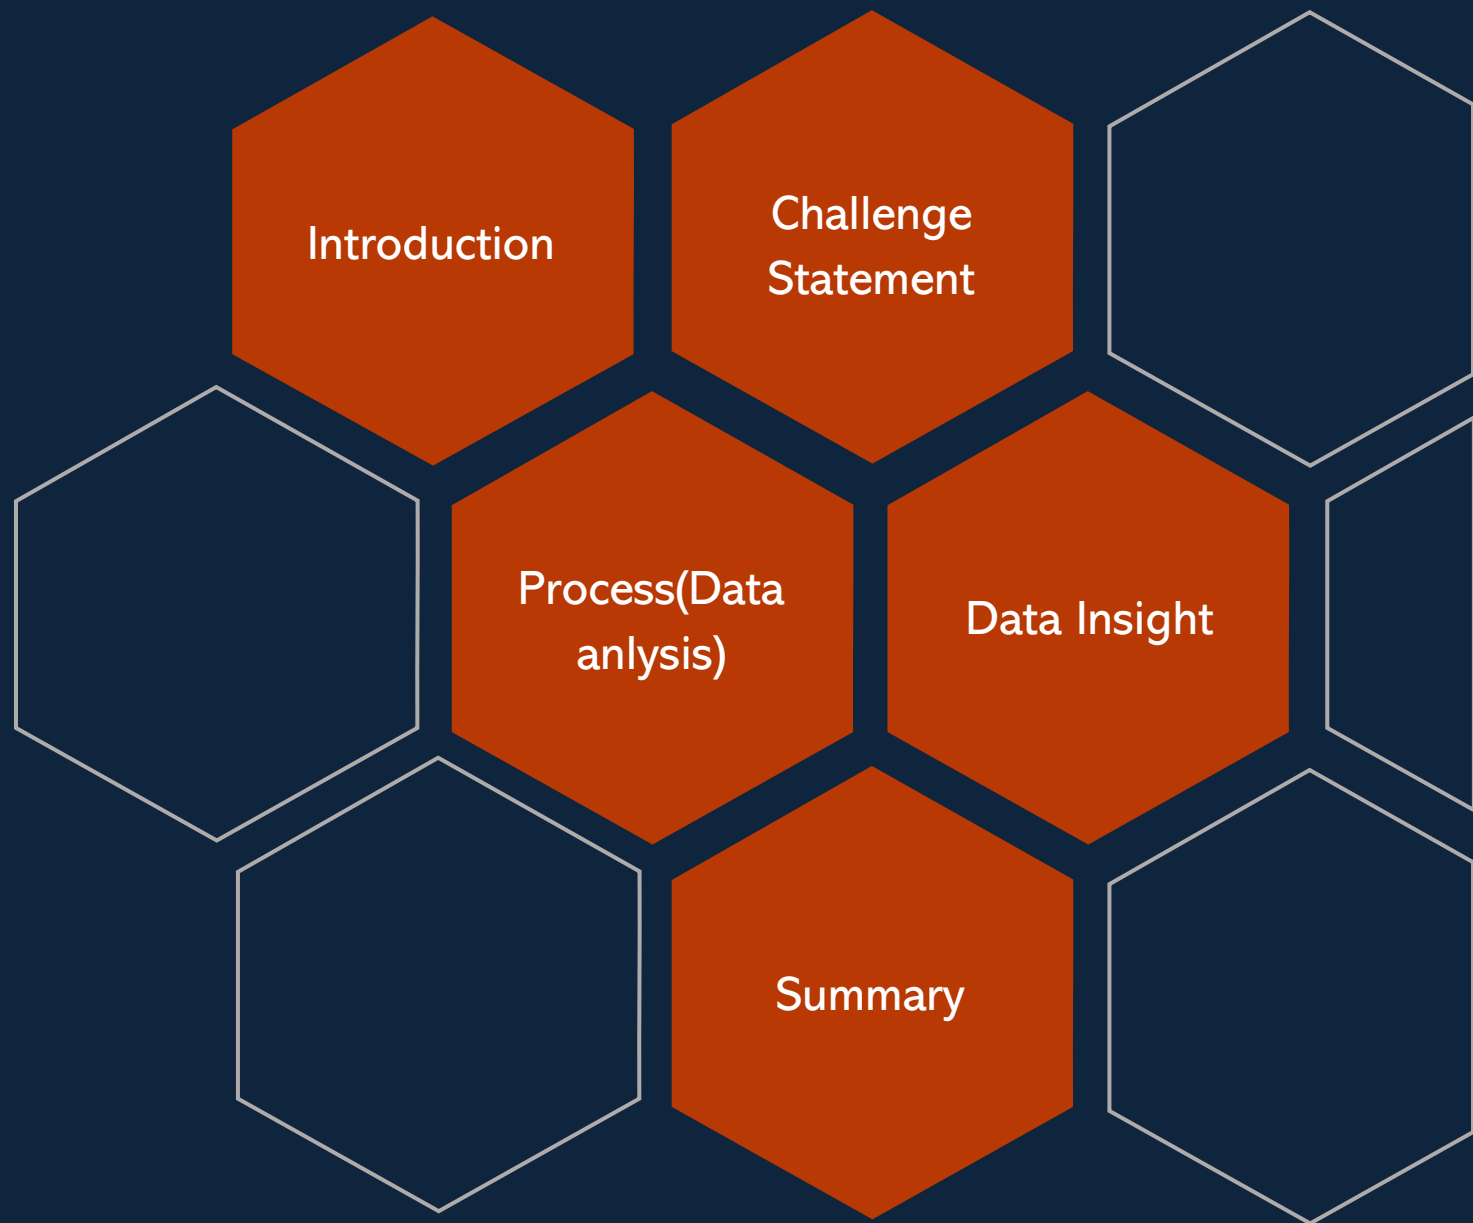 Introduction
Challenge
Statement
Process(Data
anlysis)
Data Insight
Summary